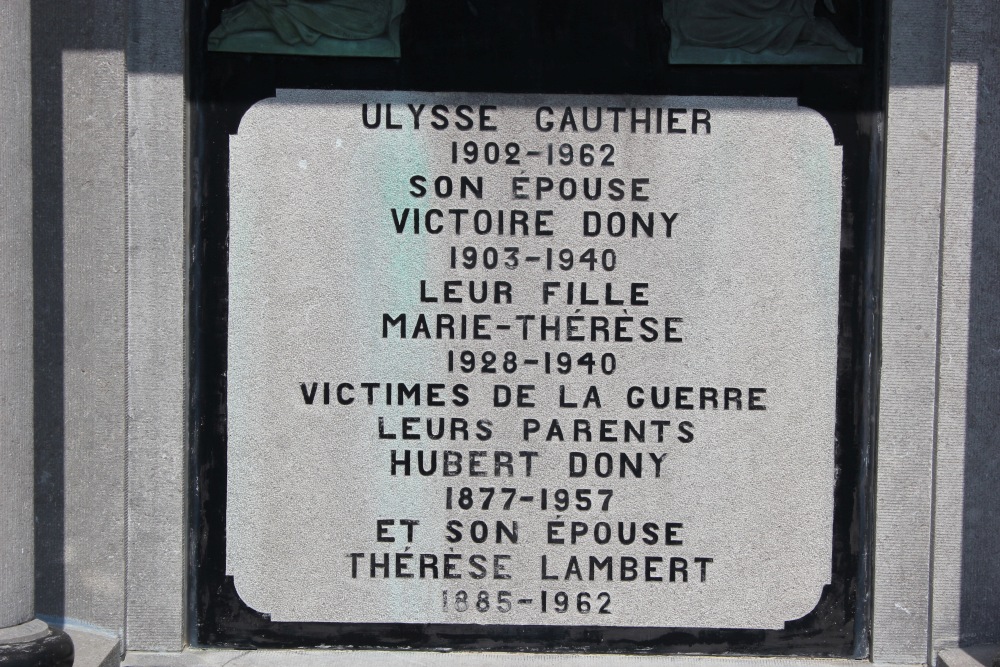 ULYSSE GAUTHIER
1902-1962
SON ÉPOUSE
VICTOIRE DONY
1903-1940
LEUR FILLE
MARIE-THÉRÈSE
1928-1940
VICTIMES DE LA GUERRE
LEURS PARENTS
HUBERT DONY
1877-1957
ET SON ÉPOUSE
THÉRÈSE LAMBERT
1885-1962